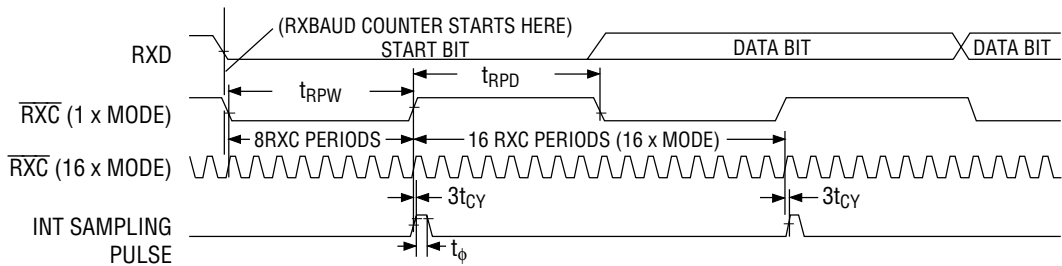 (RXBAUD COUNTER STARTS HERE)
RXD
START BIT
DATA BIT
DATA BIT
tRPW
tRPD
RXC (1 x MODE)
8RXC PERIODS
16 RXC PERIODS (16 x MODE)
RXC (16 x MODE)
3tCY
3tCY
INT SAMPLING
PULSE
tϕ